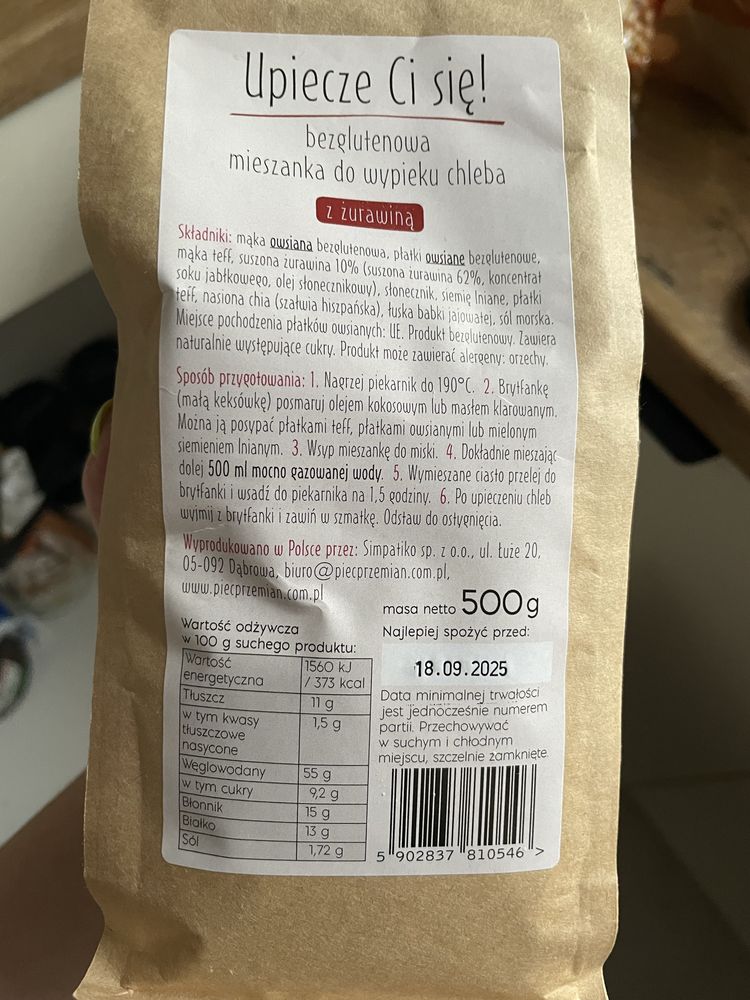 Upiecze Ci się!
bezglutenowa
mieszanka do wypieku chleba
z żurawiną
Składniki: mąka owsiana bezglutenowa, płatki owsiane bezglutenowe,
mąka teff, suszona żurawina 10% (suszona żurawina 62%, koncentrat
soku jabłkowego, olej słonecznikowy), słonecznik, siemię lniane, płatki
teff, nasiona chia (szałwia hiszpańska), łuska babki jajowatej, sól morska.
Miejsce pochodzenia płatków owsianych: UE. Produkt bezglutenowy. Zawiera
naturalnie występujące cukry. Produkt może zawierać alergeny: orzechy.
Sposób przygotowania: 1. Nagrzej piekarnik do 190°C. 2. Brytfankę
(małą keksówkę) posmaruj olejem kokosowym lub masłem klarowanym.
Można ją posypać płatkami teff, płatkami owsianymi lub mielonym
siemieniem lnianym. 3. Wsyp mieszankę do miski. 4. Dokładnie mieszając
dolej 500 ml mocno gazowanej wody. 5. Wymieszane ciasto przelej do
brytfanki i wsadź do piekarnika na 1,5 godziny. 6. Po upieczeniu chleb
wyjmij z brytfanki i zawiń w szmatkę. Odstaw do ostygnięcia.
Wyprodukowano w Polsce przez: Simpatiko sp. z o.o., ul. Łuże 20,
05-092 Dąbrowa, biuro@piecprzemian.com.pl,
www.piecprzemian.com.pl
masa netto 500g
Najlepiej spożyć przed:
18.09.2025
Data minimalnej trwałości
jest jednocześnie numerem
partii. Przechowywać
w suchym i chłodnym
miejscu, szczelnie zamknięte.
Wartość odżywcza
w 100 g suchego produktu:
Wartość 1560 kJ
energetyczna / 373 kcal
Tłuszcz 11 g
w tym kwasy 1,5 g
tłuszczowe
nasycone
Węglowodany 55 g
w tym cukry 9,2 g
Błonnik 15 g
Białko 13 g
Sól 1,72 g
5 902837 810546 >